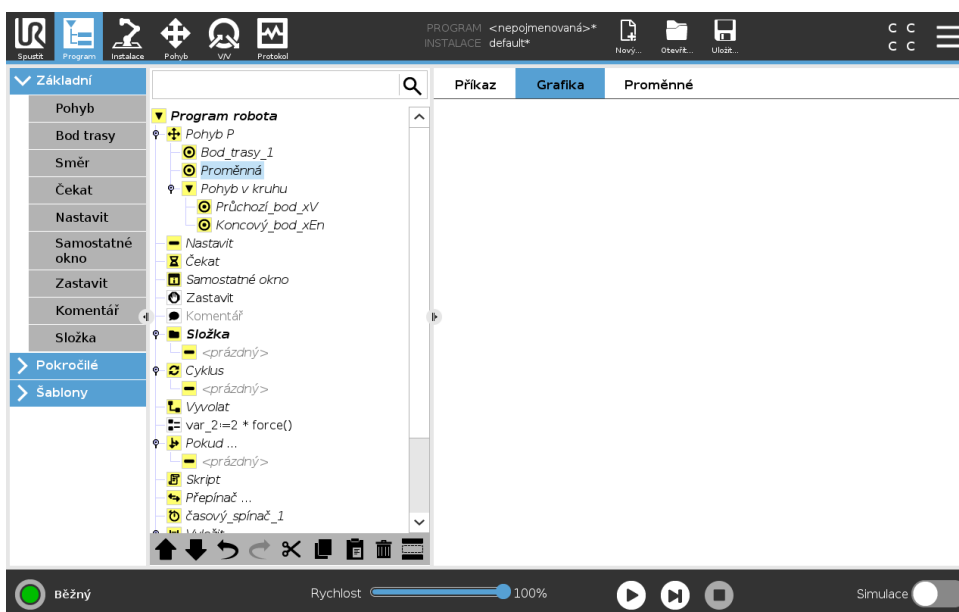 PROGRAM <nepojmenovaná>*
INSTALACE default*
Spustit
Program
Instalace
Pohyb
V/V
Protokol
Nový...
Otevřít...
Uložit...
C C
C C
Základní
Pohyb
Bod trasy
Směr
Čekat
Nastavit
Samostatné
okno
Zastavit
Komentář
Složka
Pokročilé
Šablony
Program robota
Pohyb P
Bod_trasy_1
Proměnná
Pohyb v kruhu
Průchozí_bod_xV
Koncový_bod_xEn
Nastavit
Čekat
Samostatné okno
Zastavit
Komentář
Složka
<prázdný>
Cyklus
<prázdný>
Vyvolat
var_2:=2 * force()
Pokud ...
<prázdný>
Skript
Přepínač ...
časový_spínač_1
Příkaz
Grafika
Proměnné
Běžný
Rychlost
100%
Simulace